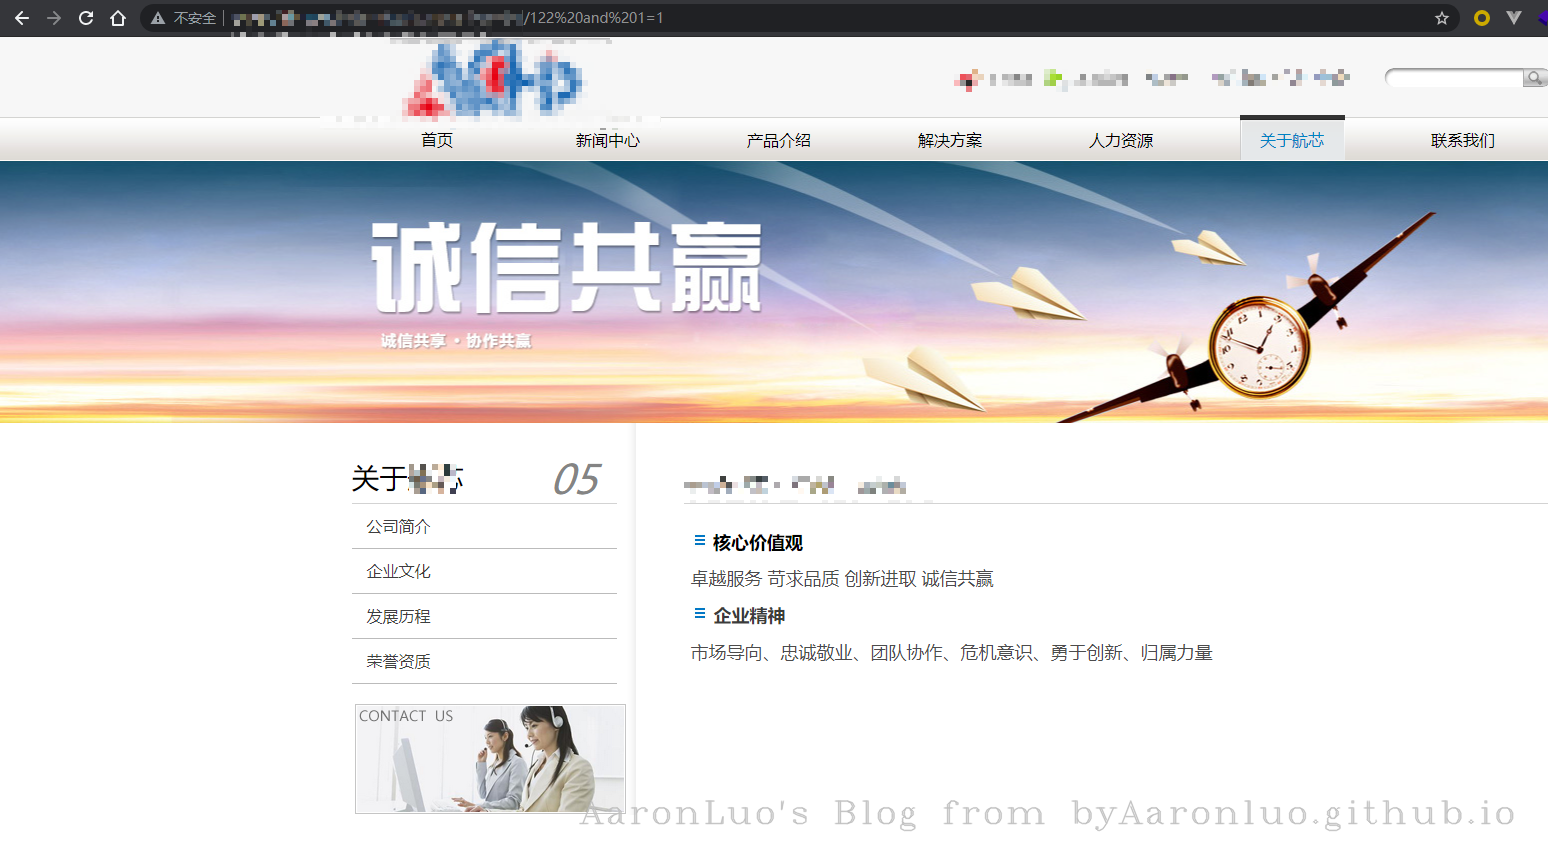 不安全
/122%20and%201=1
首页 新闻中心 产品介绍 解决方案 人力资源 关于航芯 联系我们
诚信共赢
诚信共享 · 协作共赢
关于 芯 05
公司简介
企业文化
发展历程
荣誉资质
CONTACT US
核心价值观
卓越服务 苛求品质 创新进取 诚信共赢
企业精神
市场导向、忠诚敬业、团队协作、危机意识、勇于创新、归属力量
AaronLuo's Blog from byAaronluo.github.io